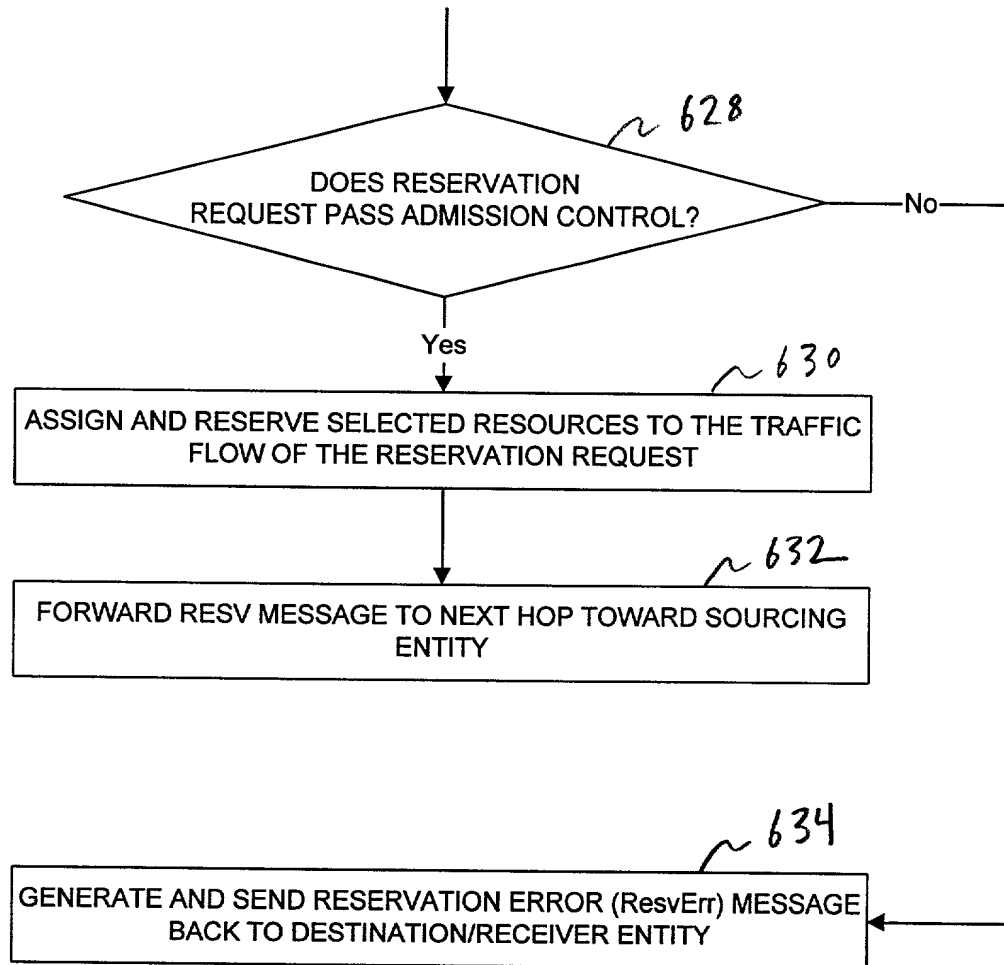 628
DOES RESERVATION
REQUEST PASS ADMISSION CONTROL?
No
Yes
630
ASSIGN AND RESERVE SELECTED RESOURCES TO THE TRAFFIC
FLOW OF THE RESERVATION REQUEST
632
FORWARD RESV MESSAGE TO NEXT HOP TOWARD SOURCING
ENTITY
634
GENERATE AND SEND RESERVATION ERROR (ResvErr) MESSAGE
BACK TO DESTINATION/RECEIVER ENTITY